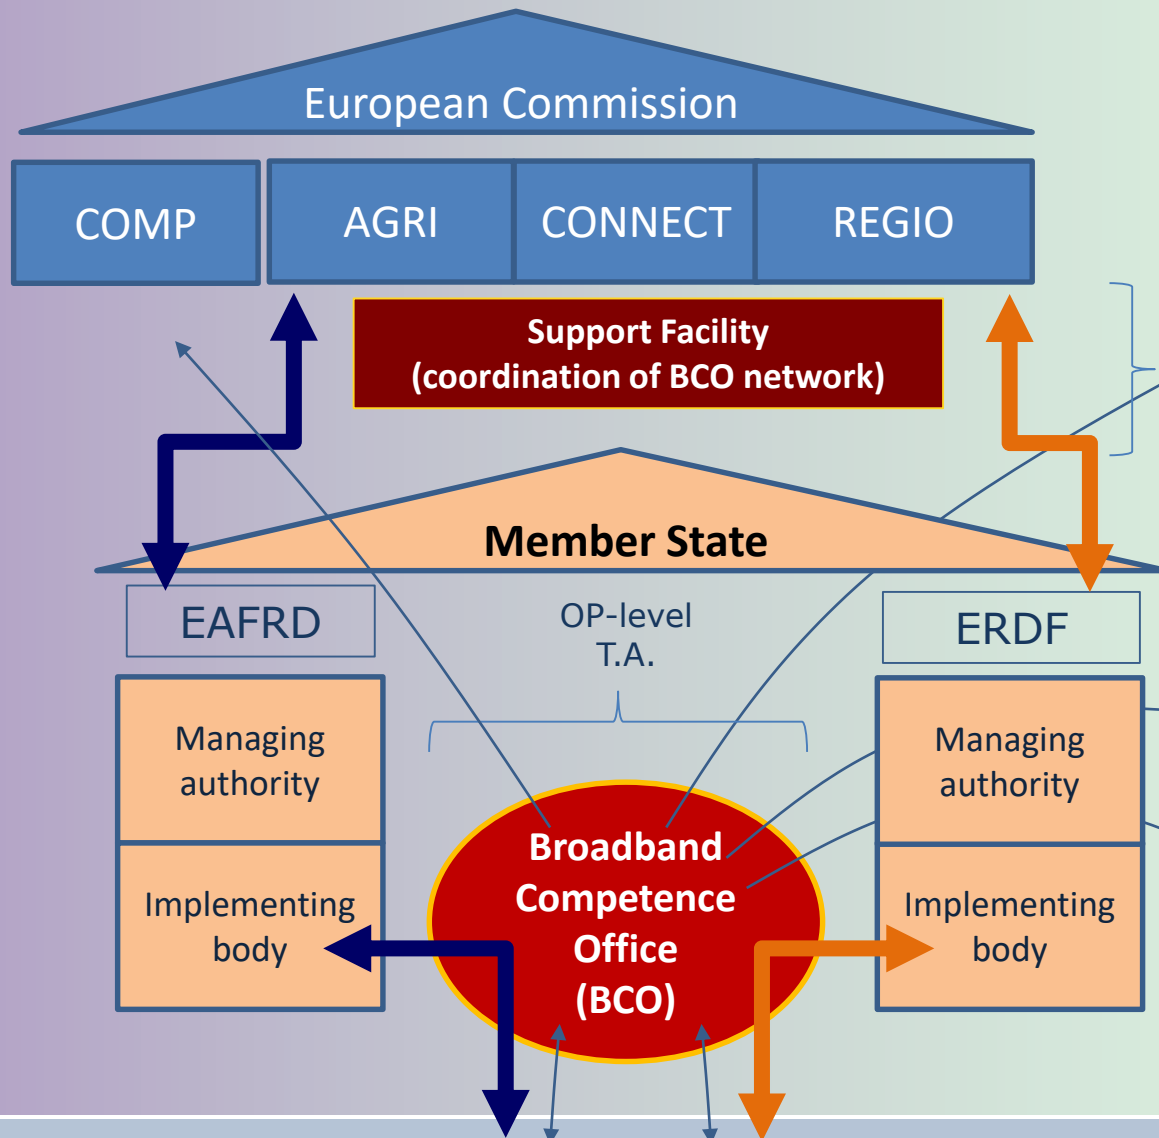 European Commission
COMP
AGRI
CONNECT
REGIO
Support Facility
(coordination of BCO network)
Member State
EAFRD
OP-level
T.A.
ERDF
Managing
authority
Implementing
body
Broadband
Competence
Office
(BCO)
Managing
authority
Implementing
body